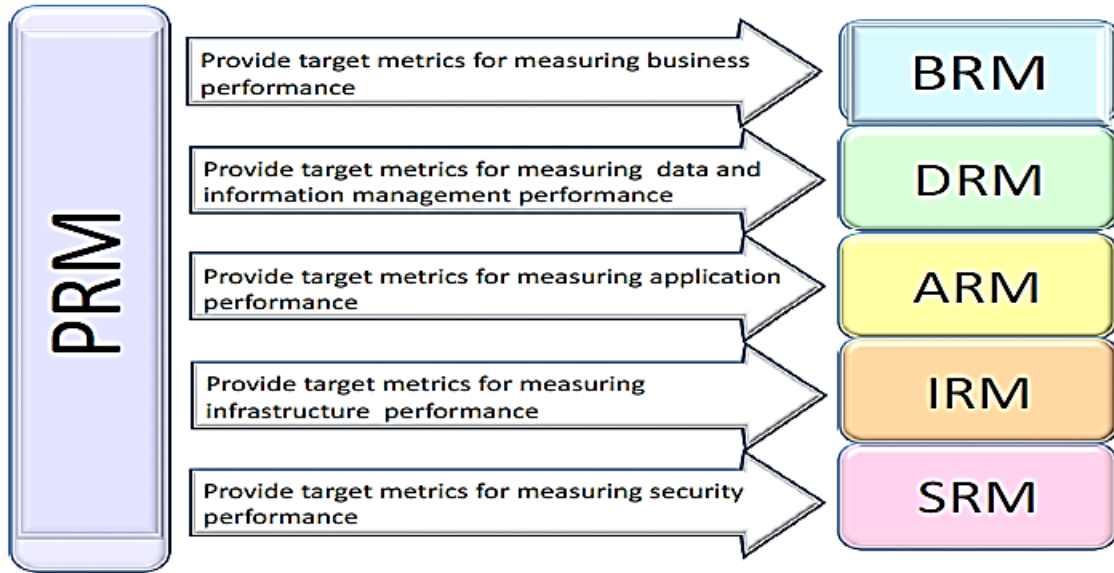 PRM
Provide target metrics for measuring business
performance
BRM
Provide target metrics for measuring data and
information management performance
DRM
Provide target metrics for measuring application
performance
ARM
Provide target metrics for measuring
infrastructure performance
IRM
Provide target metrics for measuring security
performance
SRM